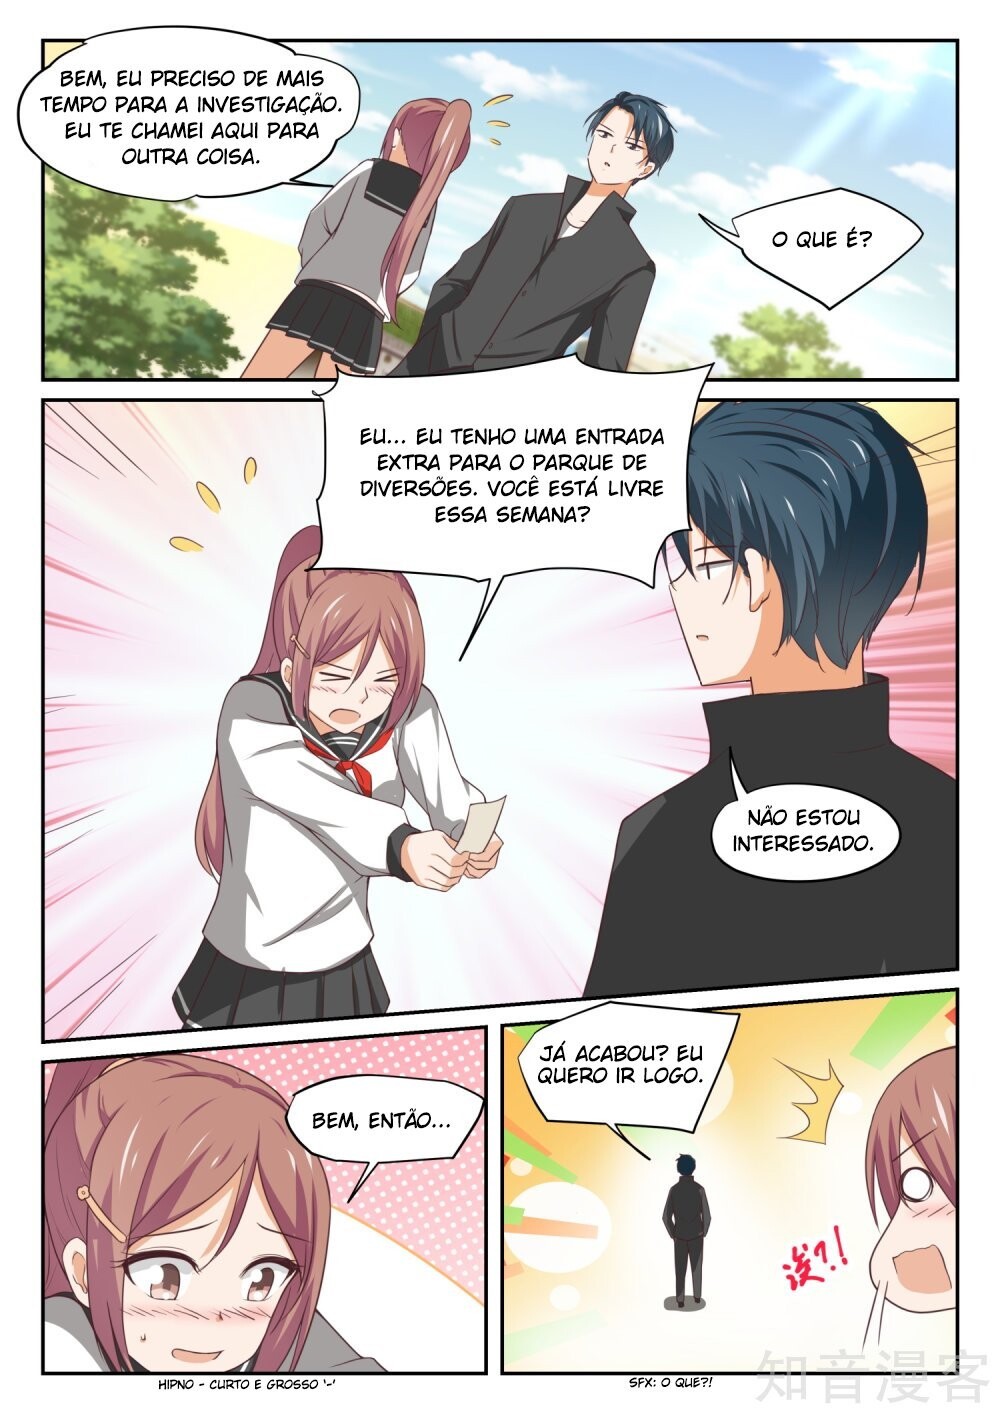 BEM, EU PRECISO DE MAIS
TEMPO PARA A INVESTIGAÇÃO.
EU TE CHAMEI AQUI PARA
OUTRA COISA.
O QUE É?
EU... EU TENHO UMA ENTRADA
EXTRA PARA O PARQUE DE
DIVERSÕES. VOCÊ ESTÁ LIVRE
ESSA SEMANA?
NÃO ESTOU
INTERESSADO.
BEM, ENTÃO...
JÁ ACABOU? EU
QUERO IR LOGO.
诶?!
HIPNO - CURTO E GROSSO '-'
SFX: O QUE?!
知音漫客